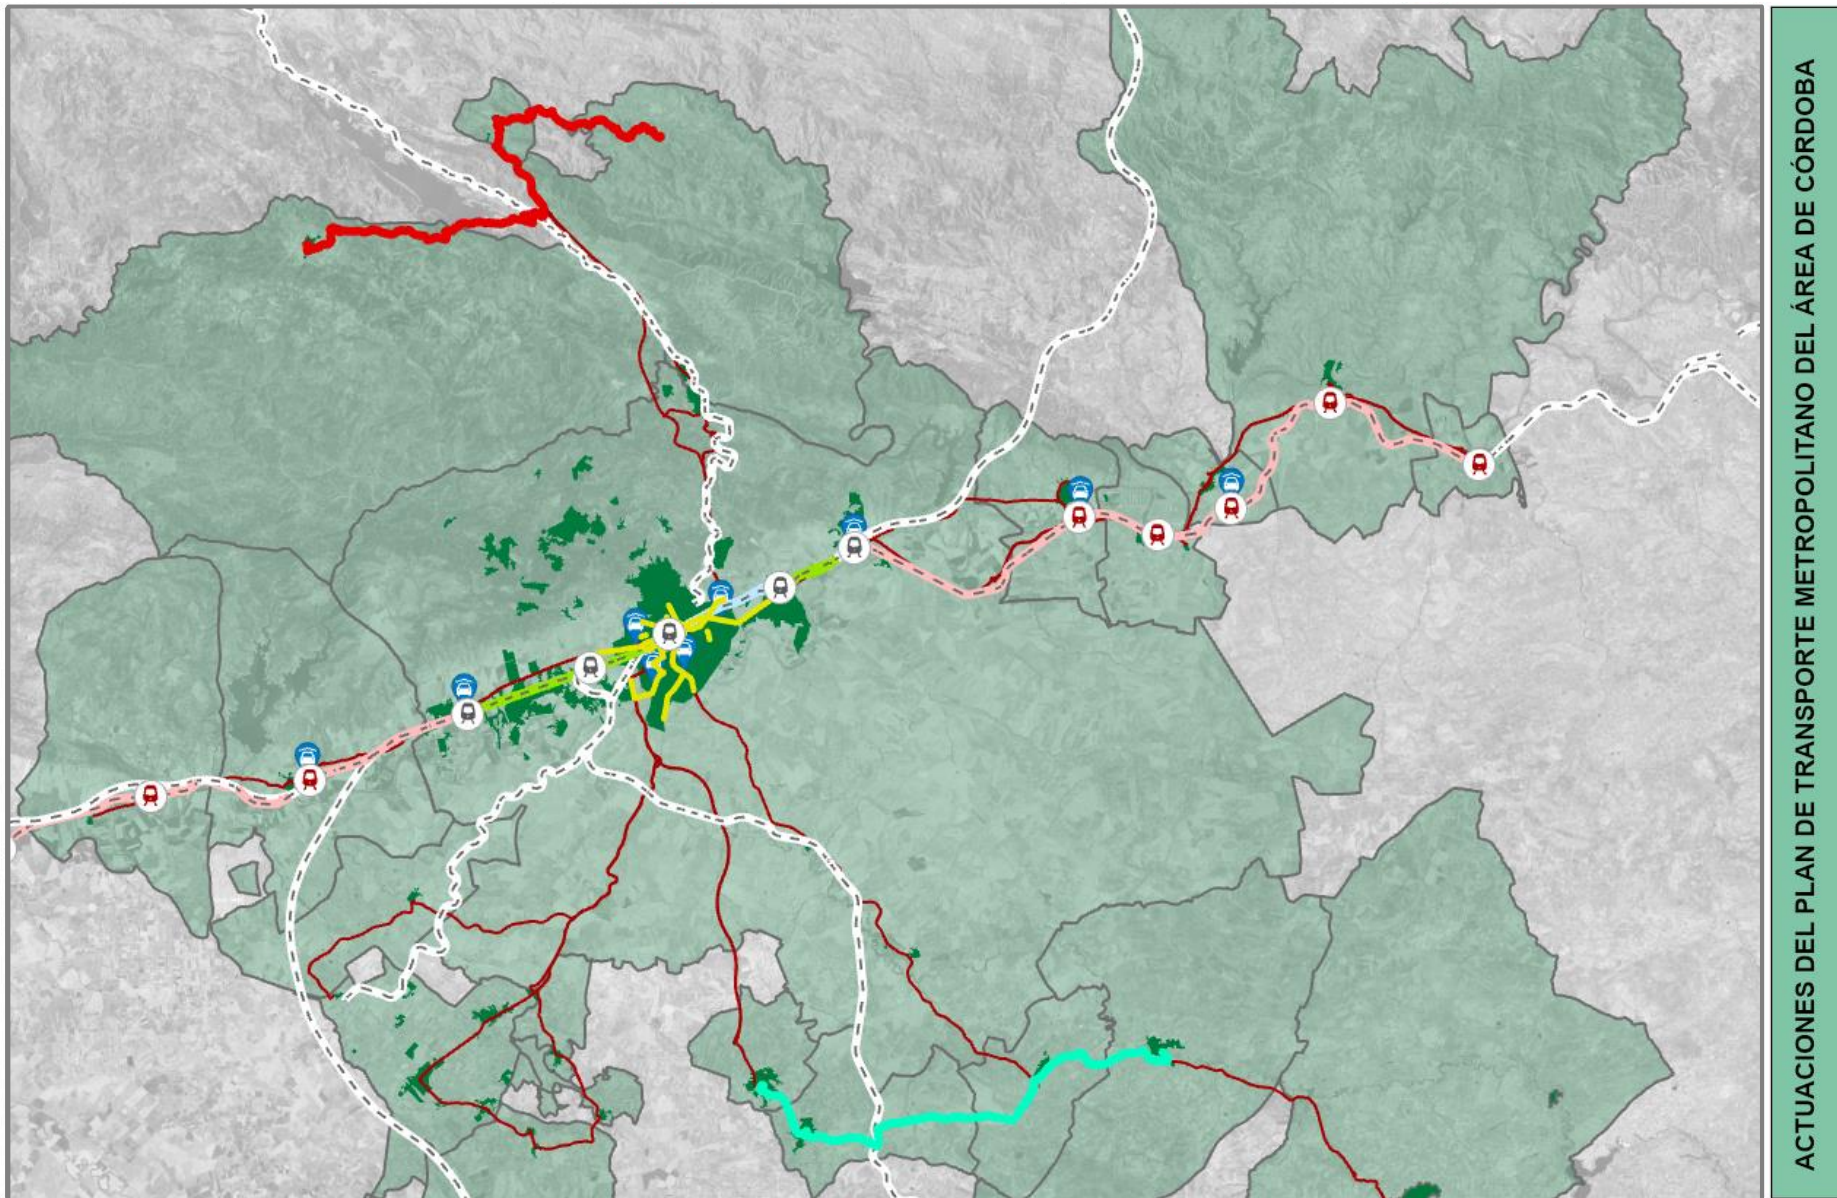 ACTUACIONES DEL PLAN DE TRANSPORTE METROPOLITANO DEL ÁREA DE CÓRDOBA